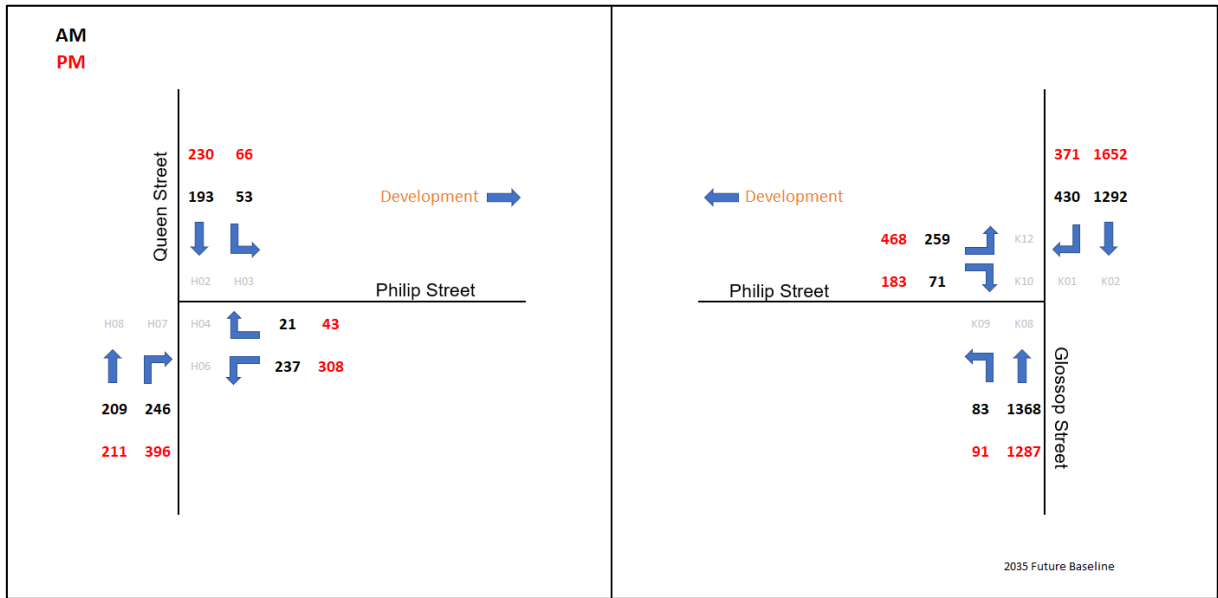 AM
PM
Queen Street
230 66
193 53
H02 H03
Development
Philip Street
H08 H07 H04 21 43
H06 237 308
209 246
211 396
Development
371 1652
430 1292
468 259 K12
183 71 K10 K01 K02
Philip Street
K09 K08
Glossop Street
83 1368
91 1287
2035 Future Baseline